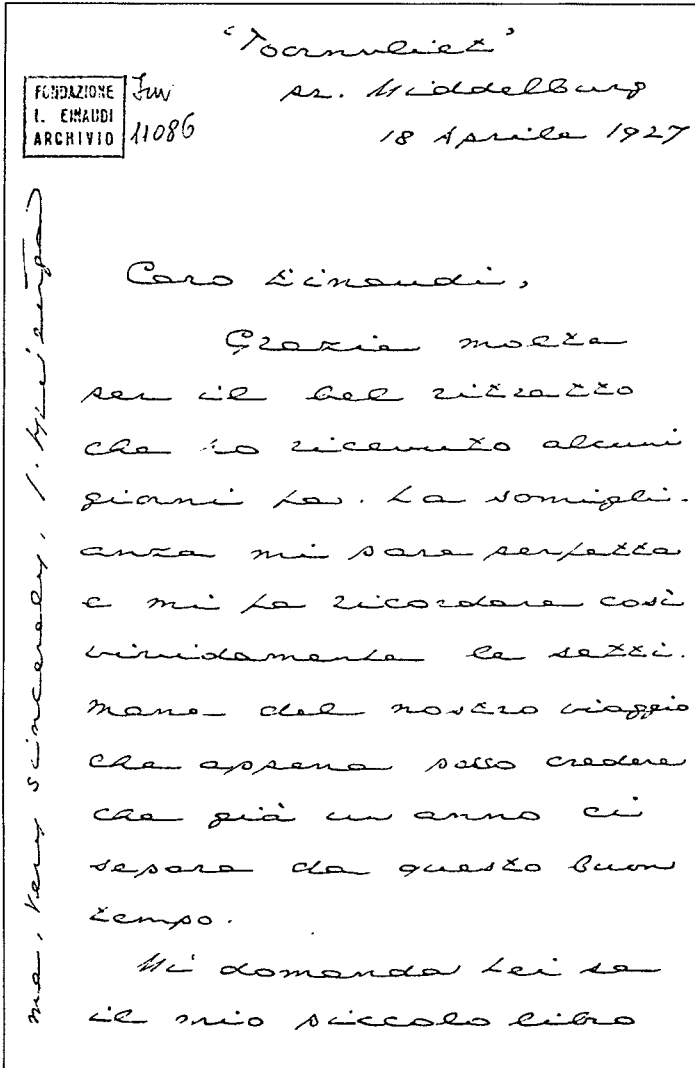 "Toornvliet"
pr. Middelburg
FONDAZIONE
L. EINAUDI
ARCHIVIO
Inv
11086
18 Aprile 1927
Caro Einaudi,
Grazie molte
per il bel ritratto
che ho ricevuto alcuni
giorni fa. La somigli-
anza mi pare perfetta
e mi fa ricordare così
vividamente le setti-
mane del nostro viaggio
che appena posso credere
che già un anno ci
separa da questo buon
tempo.
Mi domanda Lei se
il mio piccolo libro
me, very sincerely,